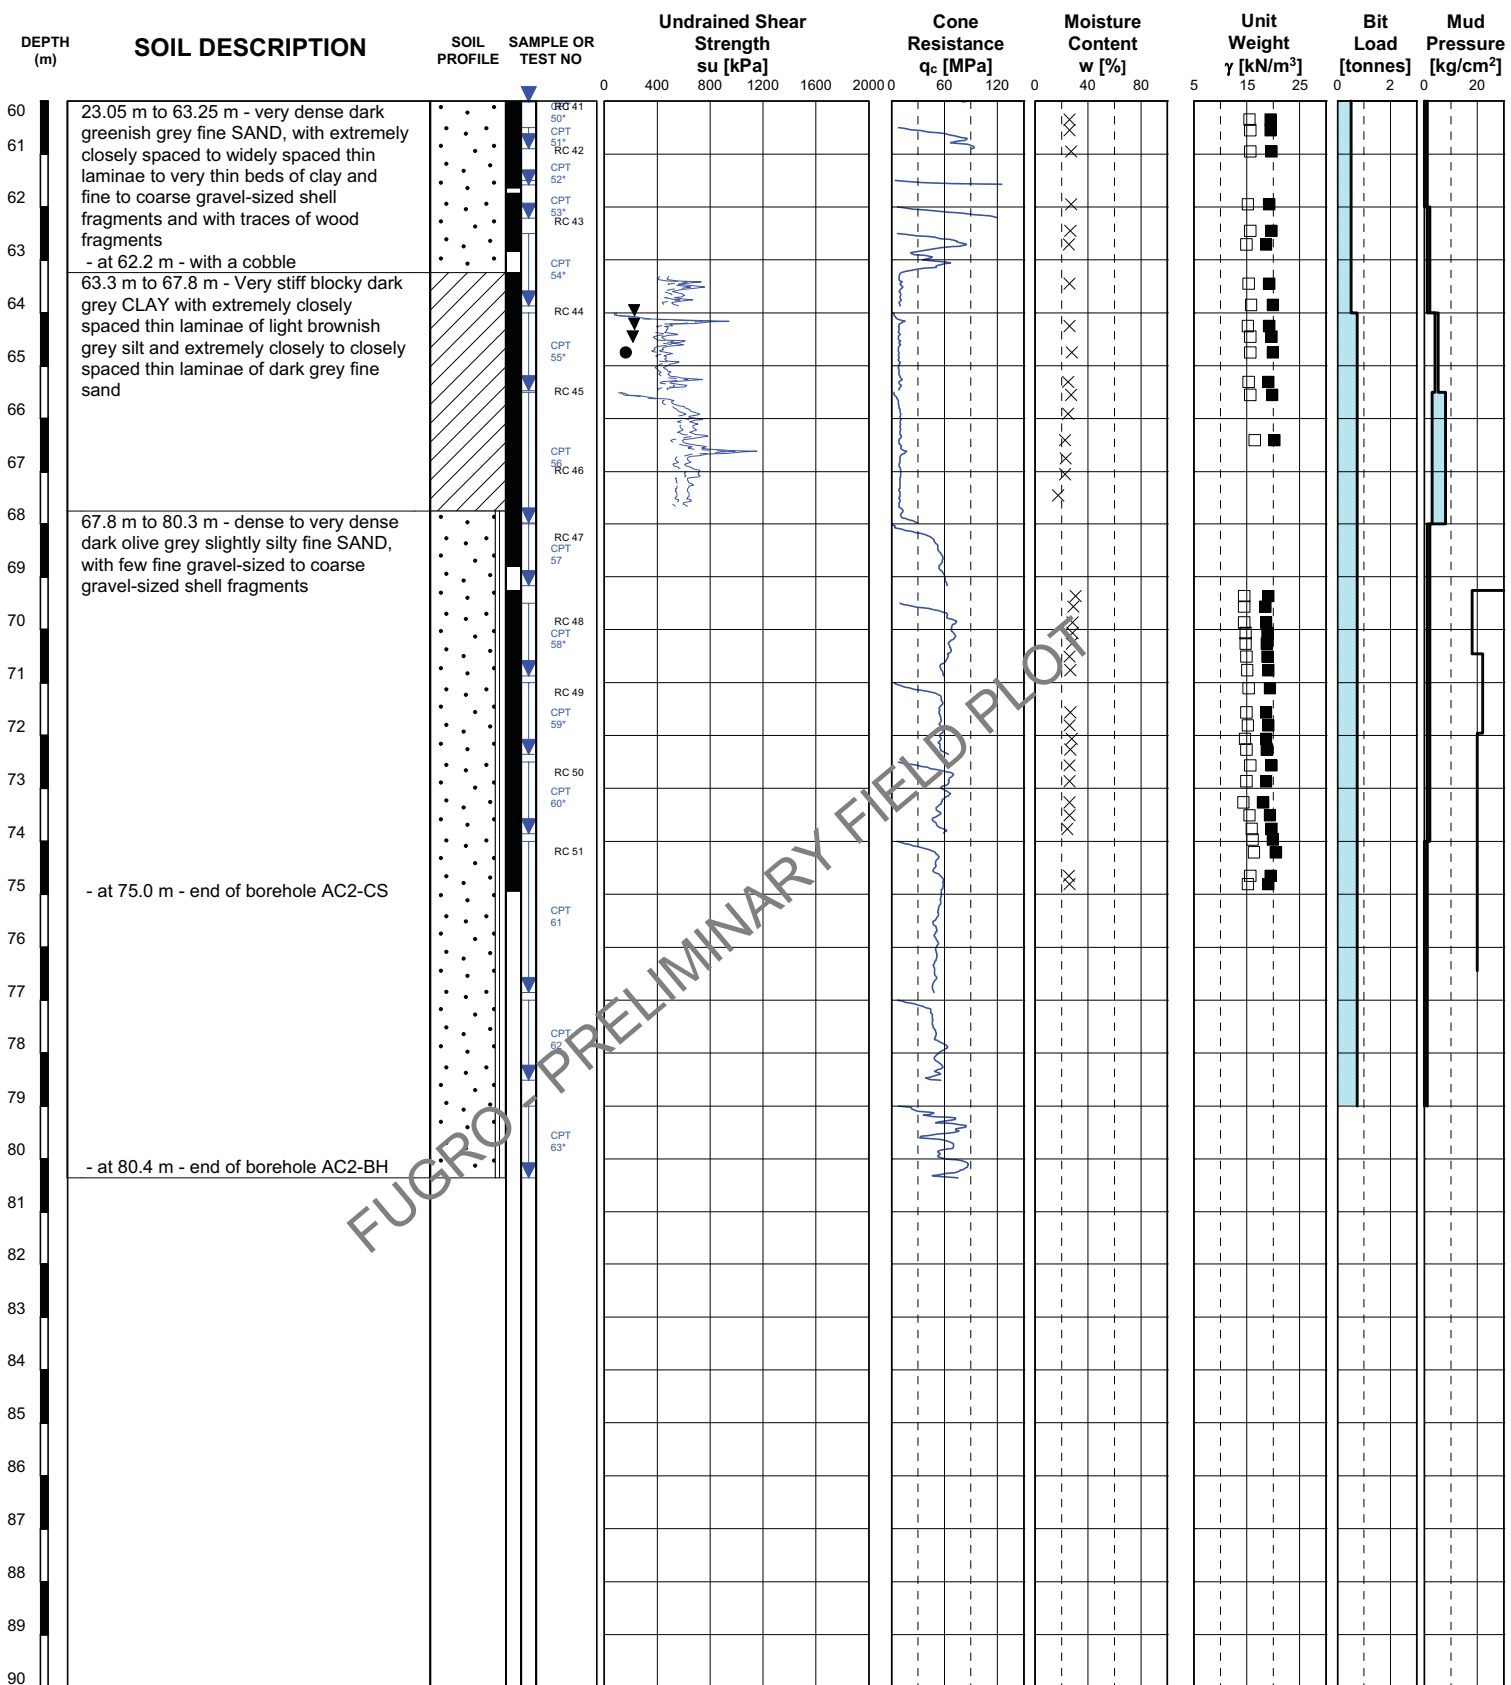 DEPTH
(m)
SOIL DESCRIPTION
SOIL
PROFILE
SAMPLE OR
TEST NO
Undrained Shear
Strength
su [kPa]
Cone
Resistance
qc [MPa]
Moisture
Content
w [%]
Unit
Weight
γ [kN/m³]
Bit
Load
[tonnes]
Mud
Pressure
[kg/cm²]
0 400 800 1200 1600 2000
0 60 120
0 40 80
5 15 25
0 2
0 20
60
61
62
63
64
65
66
67
68
69
70
71
72
73
74
75
76
77
78
79
80
81
82
83
84
85
86
87
88
89
90
23.05 m to 63.25 m - very dense dark
greenish grey fine SAND, with extremely
closely spaced to widely spaced thin
laminae to very thin beds of clay and
fine to coarse gravel-sized shell
fragments and with traces of wood
fragments
- at 62.2 m - with a cobble
63.3 m to 67.8 m - Very stiff blocky dark
grey CLAY with extremely closely
spaced thin laminae of light brownish
grey silt and extremely closely to closely
spaced thin laminae of dark grey fine
sand
67.8 m to 80.3 m - dense to very dense
dark olive grey slightly silty fine SAND,
with few fine gravel-sized to coarse
gravel-sized shell fragments
- at 75.0 m - end of borehole AC2-CS
- at 80.4 m - end of borehole AC2-BH
RC 41
50*
CPT
51*
RC 42
CPT
52*
CPT
53*
RC 43
CPT
54*
RC 44
CPT
55*
RC 45
CPT
56
RC 46
RC 47
CPT
57
RC 48
CPT
58*
RC 49
CPT
59*
RC 50
CPT
60*
RC 51
CPT
61
CPT
62
CPT
63*
FUGRO - PRELIMINARY FIELD PLOT